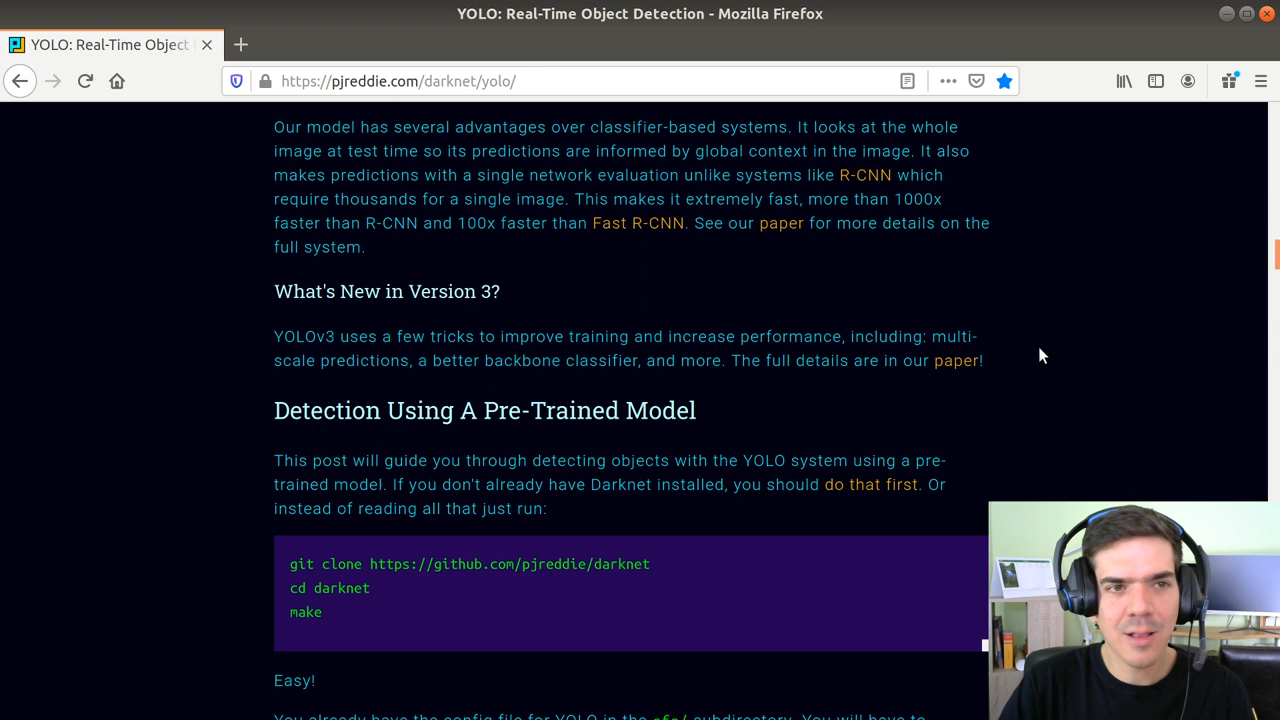 YOLO: Real-Time Object Detection - Mozilla Firefox
YOLO: Real-Time Object
https://pjreddie.com/darknet/yolo/
Our model has several advantages over classifier-based systems. It looks at the whole
image at test time so its predictions are informed by global context in the image. It also
makes predictions with a single network evaluation unlike systems like R-CNN which
require thousands for a single image. This makes it extremely fast, more than 1000x
faster than R-CNN and 100x faster than Fast R-CNN. See our paper for more details on the
full system.
What's New in Version 3?
YOLOv3 uses a few tricks to improve training and increase performance, including: multi-
scale predictions, a better backbone classifier, and more. The full details are in our paper!
Detection Using A Pre-Trained Model
This post will guide you through detecting objects with the YOLO system using a pre-
trained model. If you don't already have Darknet installed, you should do that first. Or
instead of reading all that just run:
git clone https://github.com/pjreddie/darknet
cd darknet
make
Easy!
You already have the config file for YOLO in the cfg/ subdirectory. You will have to